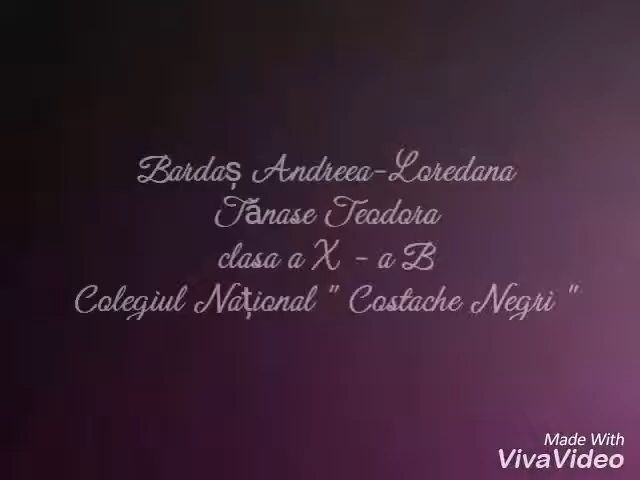 Bardaș Andreea-Loredana
Tănase Teodora
clasa a X - a B
Colegiul Național " Costache Negri "
Made With
VivaVideo